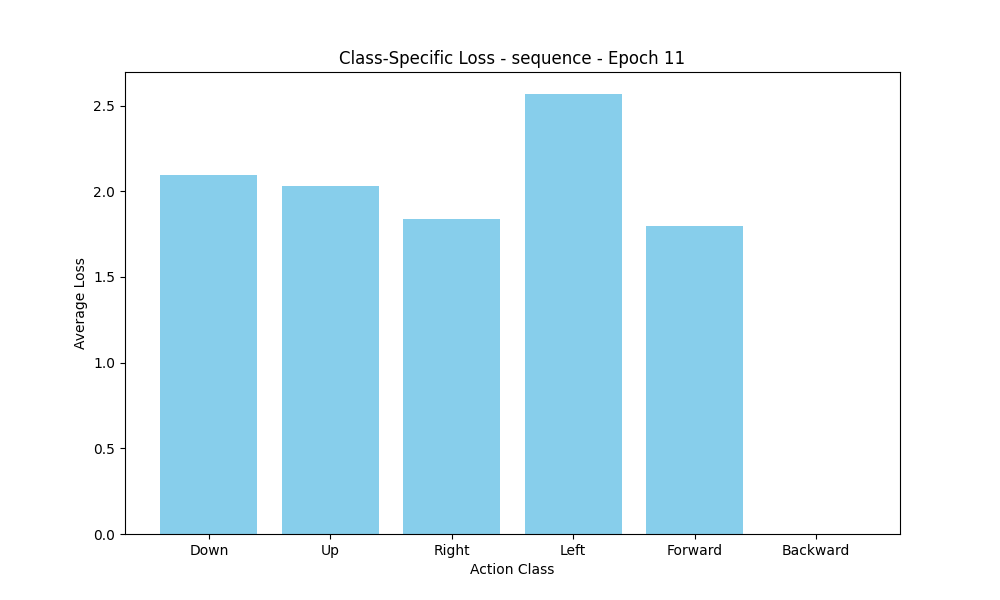 Class-Specific Loss - sequence - Epoch 11
Average Loss
2.5
2.0
1.5
1.0
0.5
0.0
Down Up Right Left Forward Backward
Action Class